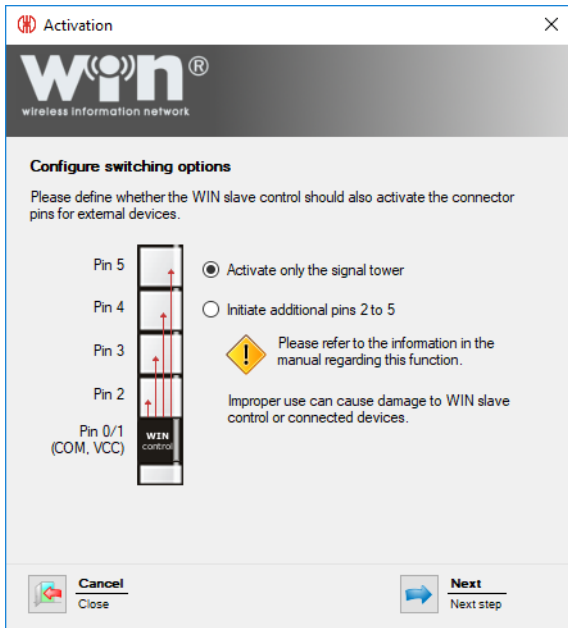 Activation
WIN®
wireless information network
Configure switching options
Please define whether the WIN slave control should also activate the connector
pins for external devices.
Pin 5
Activate only the signal tower
Pin 4
Initiate additional pins 2 to 5
Please refer to the information in the
manual regarding this function.
Pin 3
Pin 2
Improper use can cause damage to WIN slave
control or connected devices.
Pin 0/1
(COM, VCC)
WIN
control
Cancel
Close
Next
Next step